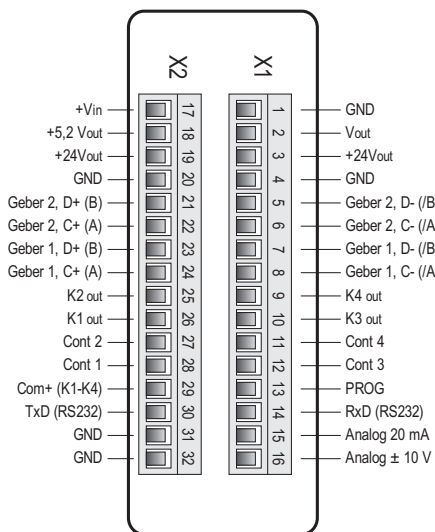 X2 X1
+Vin 17 1 GND
+5,2 Vout 18 2 Vout
+24Vout 19 3 +24Vout
GND 20 4 GND
Geber 2, D+ (B) 21 5 Geber 2, D- (/B
Geber 2, C+ (A) 22 6 Geber 2, C- (/A
Geber 1, D+ (B) 23 7 Geber 1, D- (/B
Geber 1, C+ (A) 24 8 Geber 1, C- (/A
K2 out 25 9 K4 out
K1 out 26 10 K3 out
Cont 2 27 11 Cont 4
Cont 1 28 12 Cont 3
Com+ (K1-K4) 29 13 PROG
TxD (RS232) 30 14 RxD (RS232)
GND 31 15 Analog 20 mA
GND 32 16 Analog ± 10 V